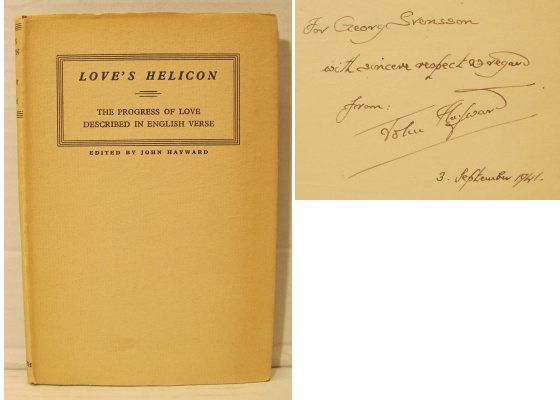 LOVE'S HELICON
THE PROGRESS OF LOVE
DESCRIBED IN ENGLISH VERSE
EDITED BY JOHN HAYWARD
For Georg Svensson
with sincere respect & regard
from:
John Hayward
3. September 1941.